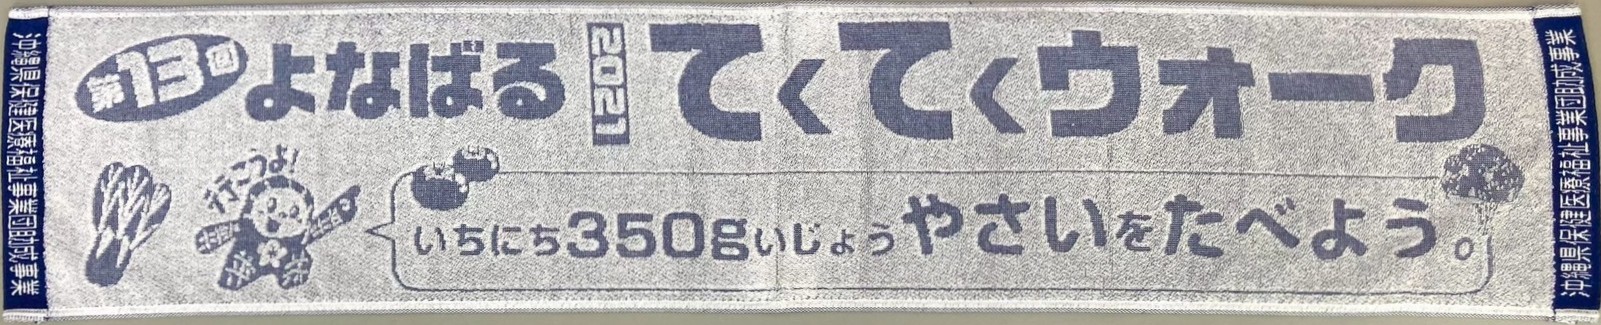 沖縄県保健医療福祉事業団助成事業
第13回 よなばる 2021 てくてくウォーク
行こうよ!
いちにち350gいじょうやさいをたべよう。
沖縄県保健医療福祉事業団助成事業